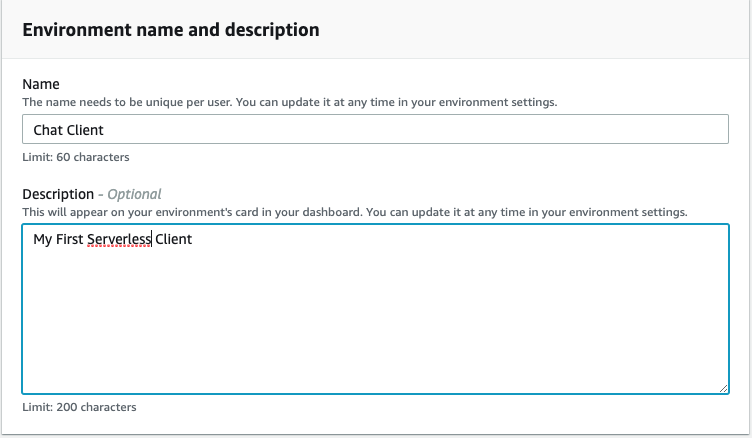 Environment name and description
Name
The name needs to be unique per user. You can update it at any time in your environment settings.
Chat Client
Limit: 60 characters
Description - Optional
This will appear on your environment's card in your dashboard. You can update it at any time in your environment settings.
My First Serverless Client
Limit: 200 characters